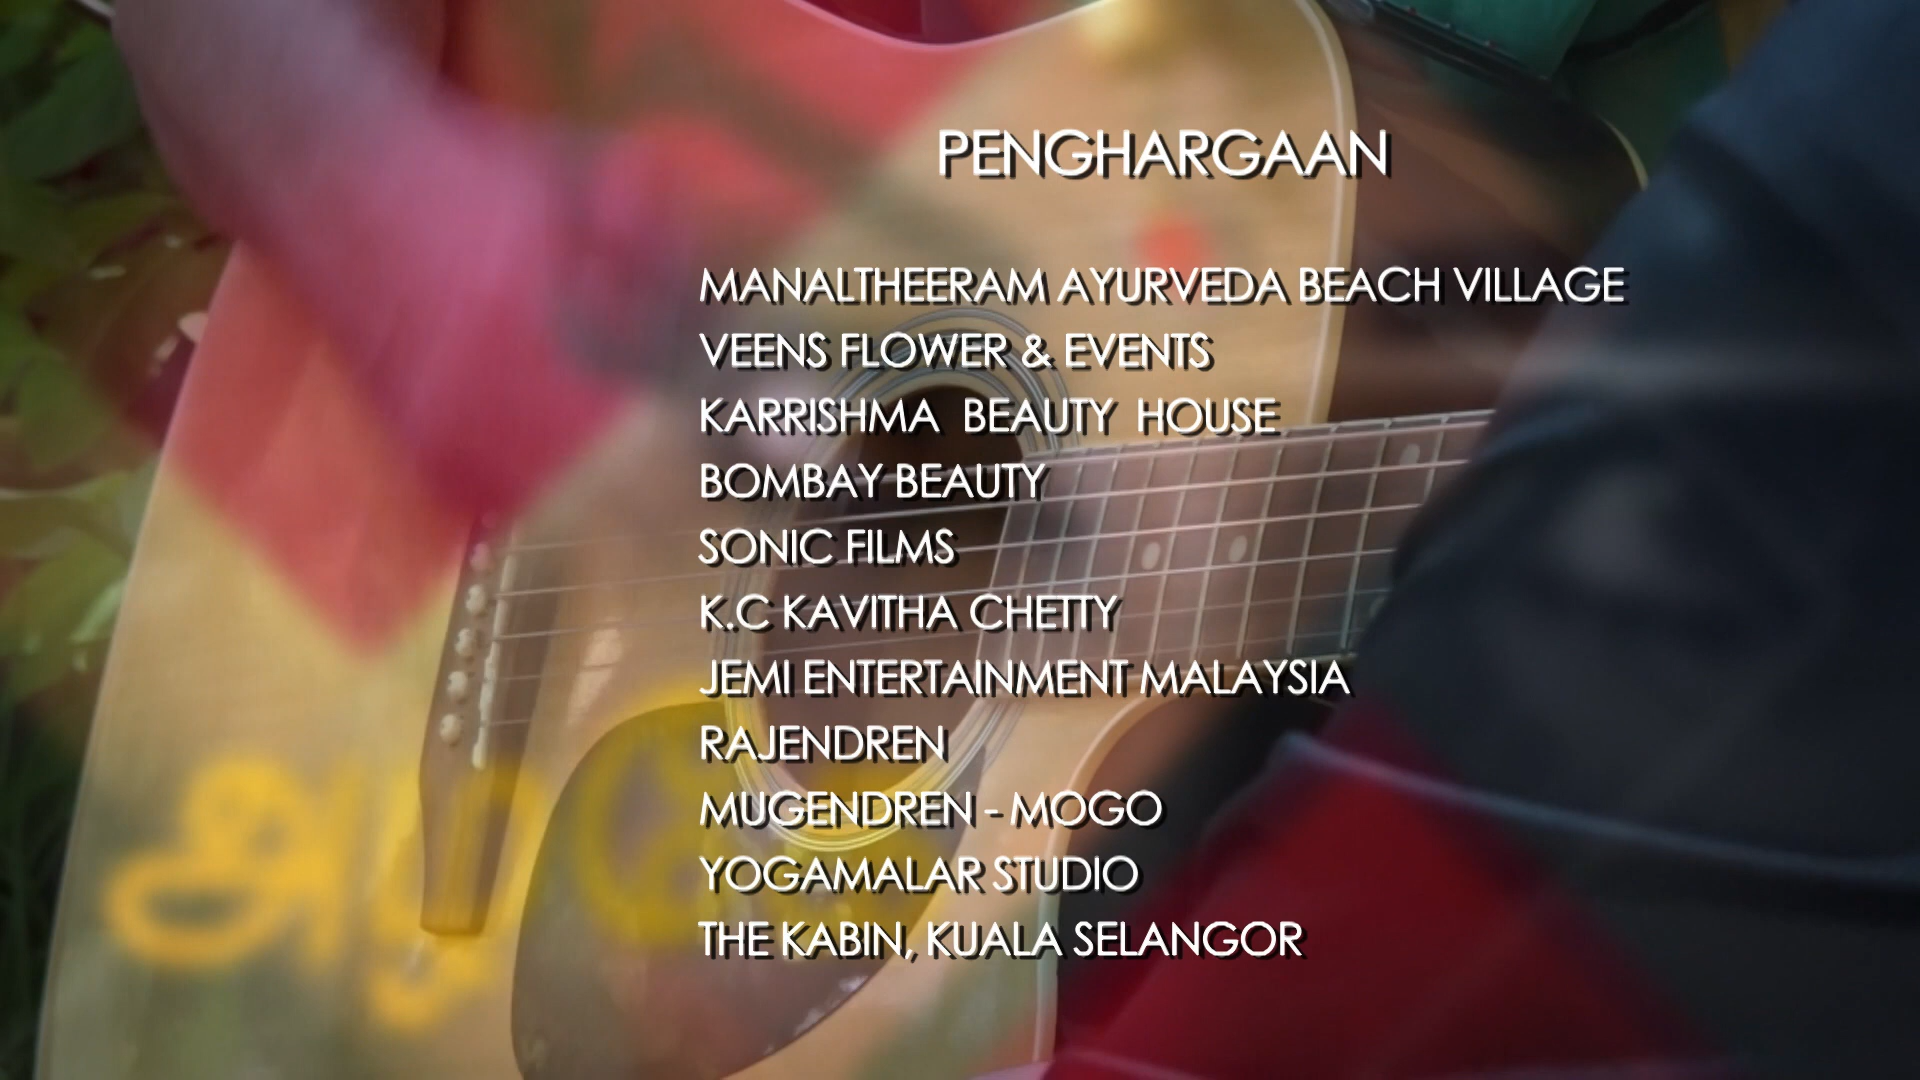 PENGHARGAAN
MANALTHEERAM AYURVEDA BEACH VILLAGE
VEENS FLOWER & EVENTS
KARRISHMA BEAUTY HOUSE
BOMBAY BEAUTY
SONIC FILMS
K.C KAVITHA CHETTY
JEMI ENTERTAINMENT MALAYSIA
RAJENDREN
MUGENDREN - MOGO
YOGAMALAR STUDIO
THE KABIN, KUALA SELANGOR